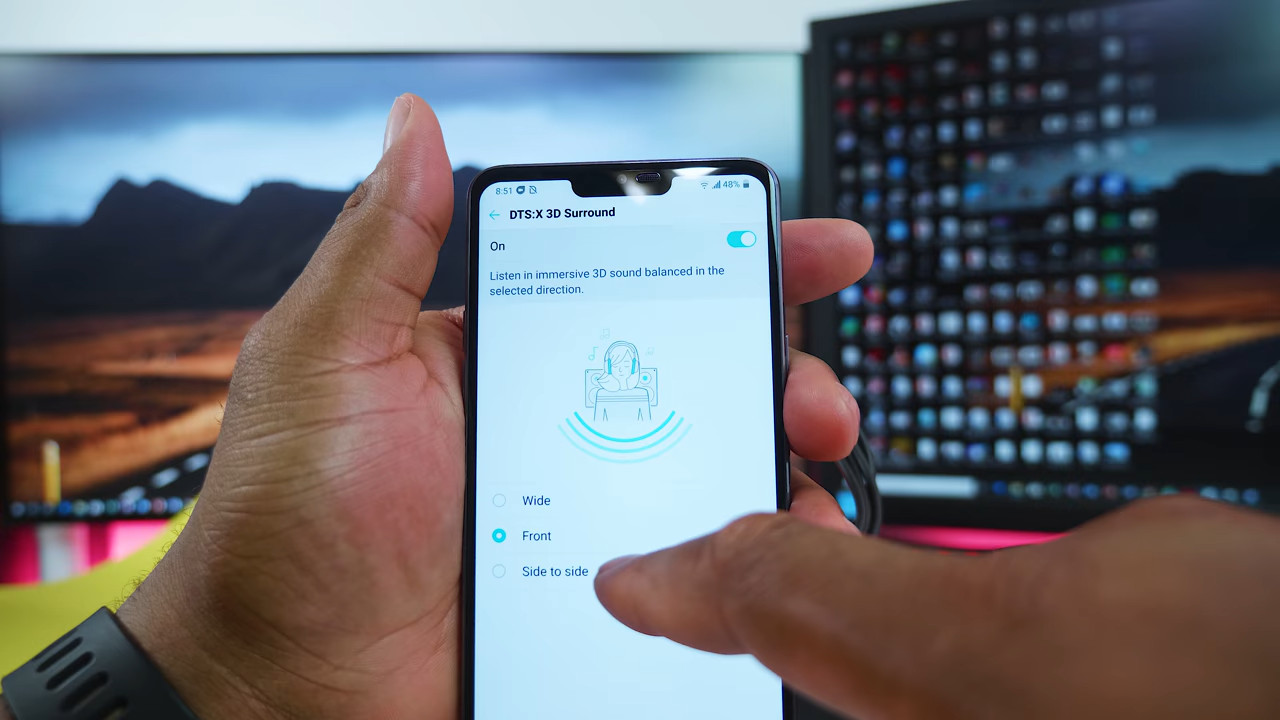 8:51
48%
DTS:X 3D Surround
On
Listen in immersive 3D sound balanced in the
selected direction.
Wide
Front
Side to side